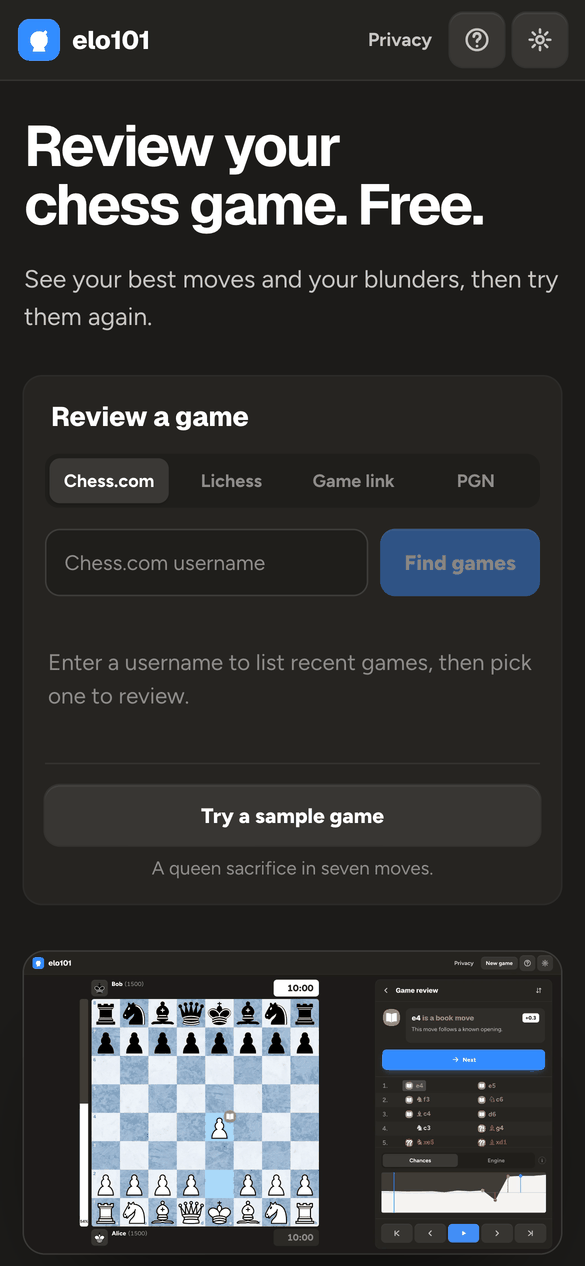 elo101
Privacy
Review your
chess game. Free.
See your best moves and your blunders, then try
them again.
Review a game
Chess.com Lichess Game link PGN
Chess.com username Find games
Enter a username to list recent games, then pick
one to review.
Try a sample game
A queen sacrifice in seven moves.
elo101 Privacy New game
Bob (1500) 10:00
Game review
e4 is a book move +0.3
This move follows a known opening.
Next
1. e4 e5
2. f3 c6
3. c4 d6
4. c3 g4
5. xe5 xd1
Chances Engine
Alice (1500) 10:00